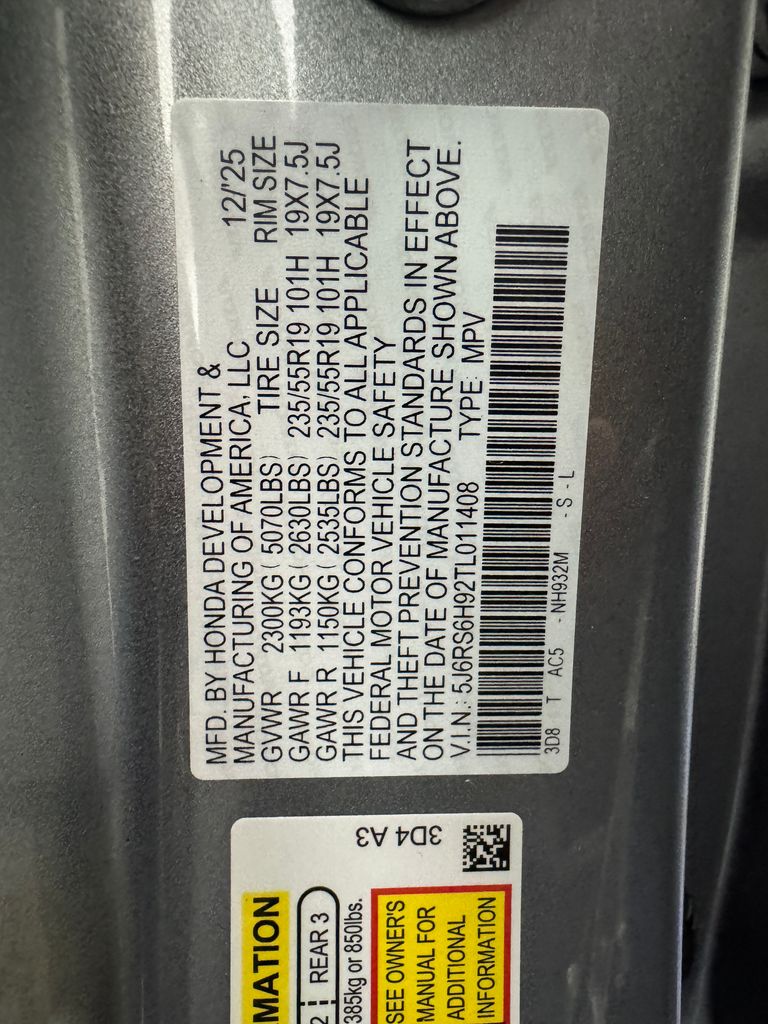 MFD. BY HONDA DEVELOPMENT &
MANUFACTURING OF AMERICA, LLC 12/'25
GVWR 2300KG ( 5070LBS) TIRE SIZE RIM SIZE
GAWR F 1193KG ( 2630LBS) 235/55R19 101H 19X7.5J
GAWR R 1150KG ( 2535LBS) 235/55R19 101H 19X7.5J
THIS VEHICLE CONFORMS TO ALL APPLICABLE
FEDERAL MOTOR VEHICLE SAFETY
AND THEFT PREVENTION STANDARDS IN EFFECT
ON THE DATE OF MANUFACTURE SHOWN ABOVE.
V.I.N.: 5J6RS6H92TL011408 TYPE: MPV
3D8 T AC5 - NH932M - S - L
3D4 A3
MATION
2 REAR 3
385kg or 850lbs.
SEE OWNER'S
MANUAL FOR
ADDITIONAL
INFORMATION